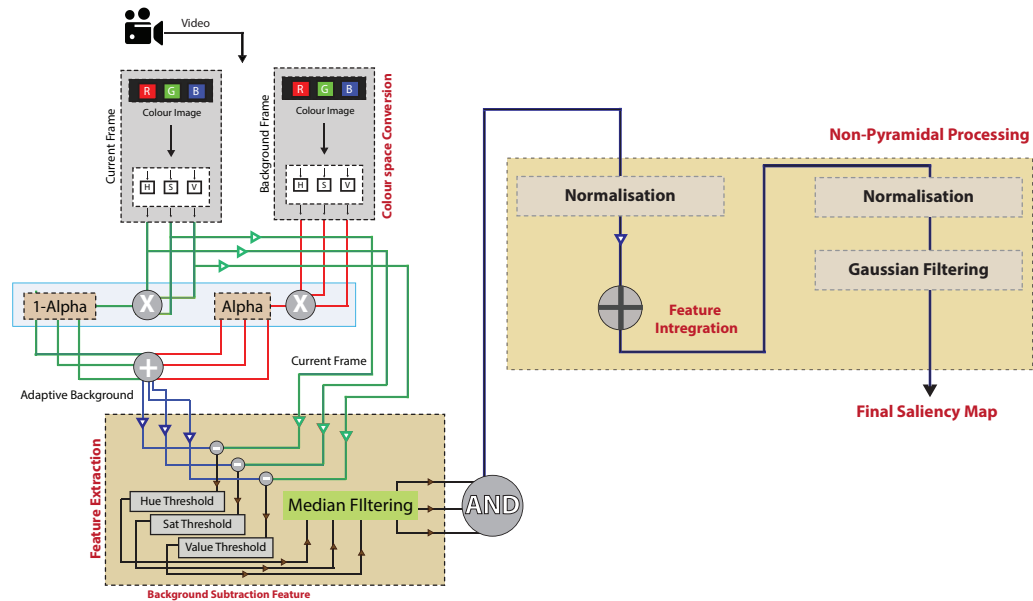 Video
R G B
Colour Image
H S V
Current Frame
R G B
Colour Image
H S V
Background Frame
Colour space Conversion
1-Alpha
X
Alpha
X
+
Adaptive Background
Current Frame
-
-
-
Feature Extraction
Hue Threshold
Sat Threshold
Value Threshold
Median FIltering
Background Subtraction Feature
AND
Non-Pyramidal Processing
Normalisation
Feature
Intregration
Normalisation
Gaussian Filtering
Final Saliency Map